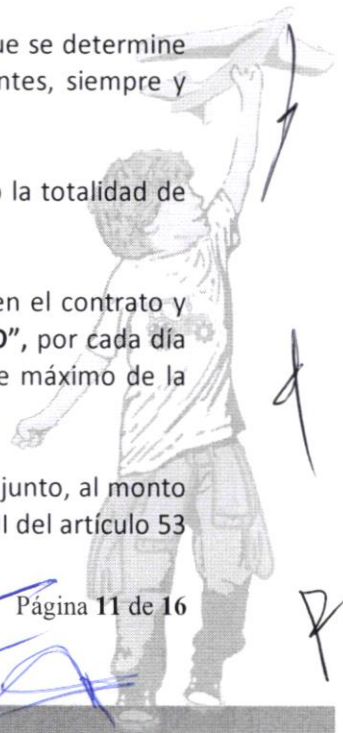 ue se determine
ntes, siempre y
la totalidad de
en el contrato y
O", por cada día
e máximo de la
junto, al monto
I del artículo 53
Página 11 de 16